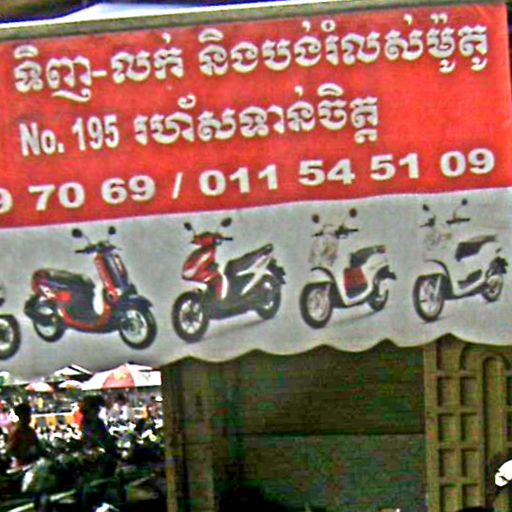 ទិញ-លក់ និងបង់រំលស់ម៉ូតូ
No. 195 រហ័សទាន់ចិត្ត
9 70 69 / 011 54 51 09